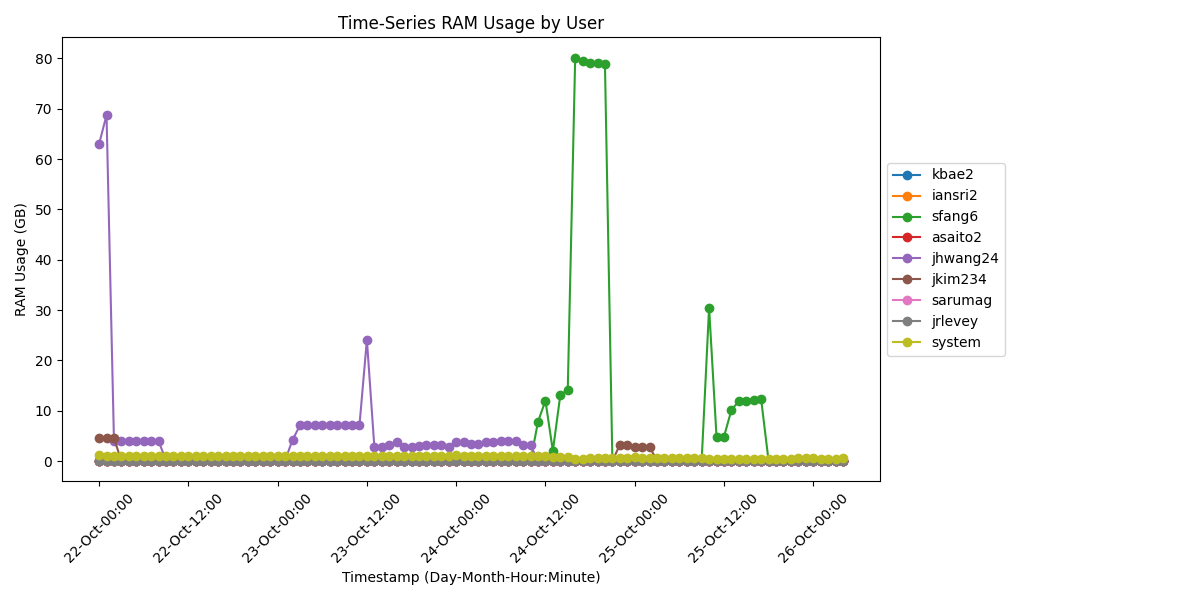 Time-Series RAM Usage by User
RAM Usage (GB)
80
70
60
50
40
30
20
10
0
22-Oct-00:00
22-Oct-12:00
23-Oct-00:00
23-Oct-12:00
24-Oct-00:00
24-Oct-12:00
25-Oct-00:00
25-Oct-12:00
26-Oct-00:00
Timestamp (Day-Month-Hour:Minute)
kbae2
iansri2
sfang6
asaito2
jhwang24
jkim234
sarumag
jrlevey
system